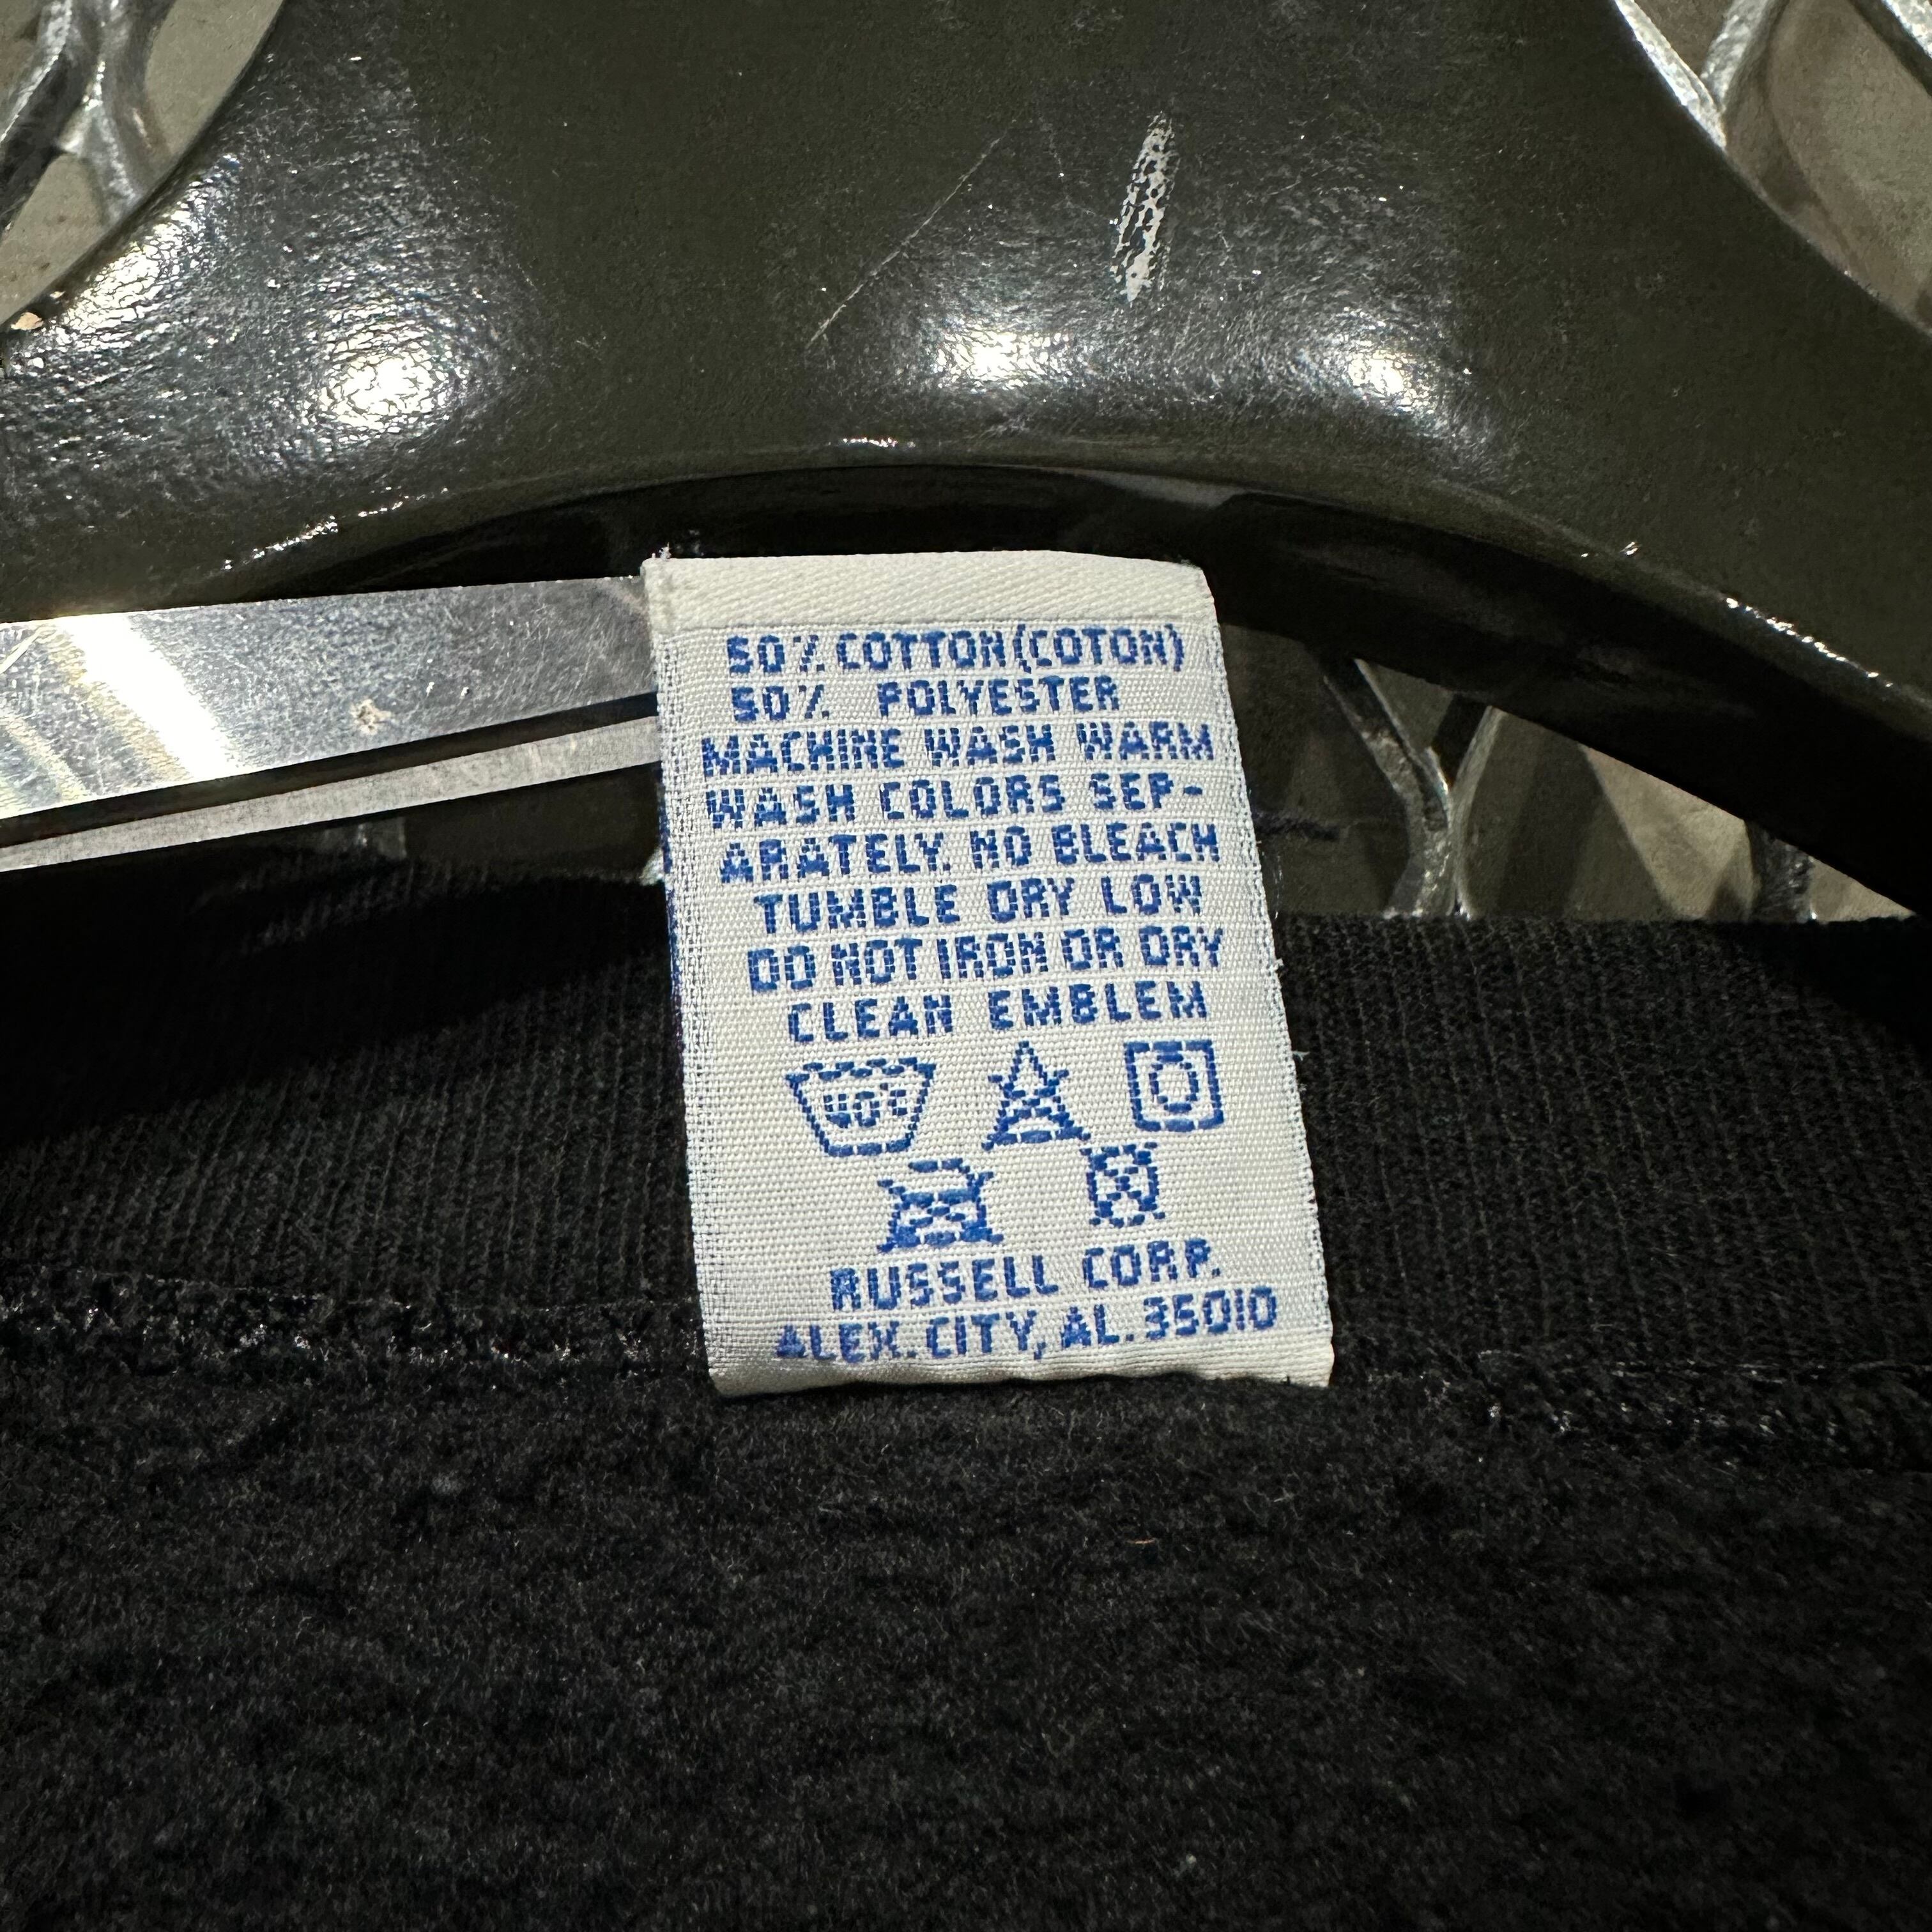 50% COTTON (COTON)
50% POLYESTER
MACHINE WASH WARM
WASH COLORS SEP-
ARATELY. NO BLEACH
TUMBLE DRY LOW
DO NOT IRON OR DRY
CLEAN EMBLEM
40°C
RUSSELL CORP.
ALEX. CITY, AL. 35010